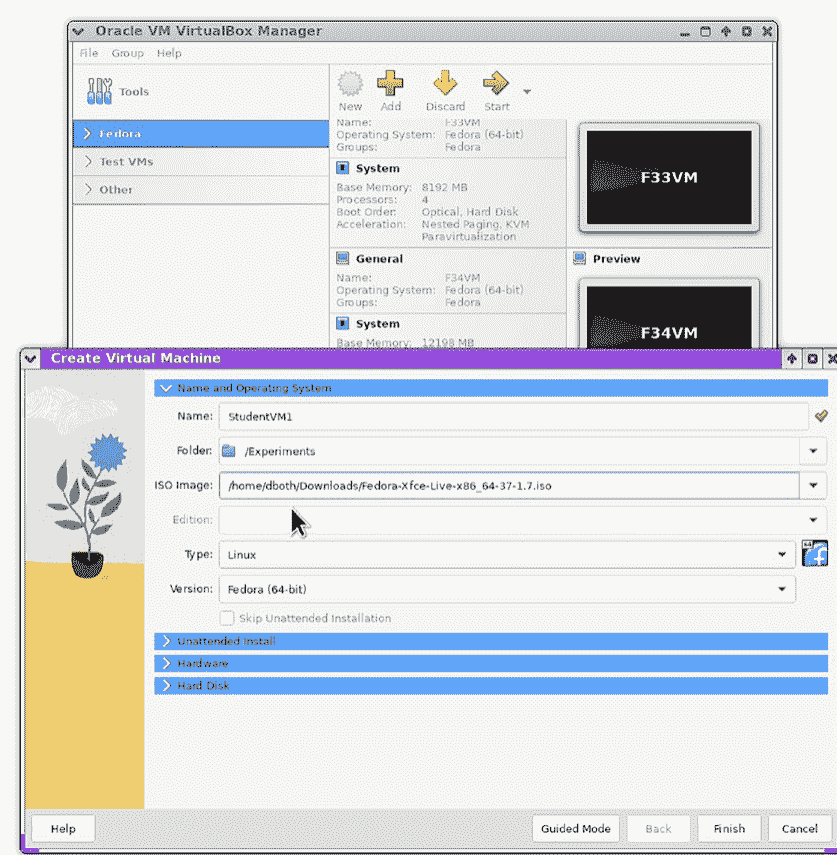 Oracle VM VirtualBox Manager
File Group Help
Tools
New Add Discard Start
Fedora
Test VMs
Other
Name: F33VM
Operating System: Fedora (64-bit)
Groups: Fedora
System
Base Memory: 8192 MB
Processors: 4
Boot Order: Optical, Hard Disk
Acceleration: Nested Paging, KVM
Paravirtualization
F33VM
General
Name: F34VM
Operating System: Fedora (64-bit)
Groups: Fedora
System
Base Memory: 12198 MB
Preview
F34VM
Create Virtual Machine
Name and Operating System
Name: StudentVM1
Folder: /Experiments
ISO Image: /home/dboth/Downloads/Fedora-Xfce-Live-x86_64-37-1.7.iso
Edition:
Type: Linux
Version: Fedora (64-bit)
Skip Unattended Installation
Unattended Install
Hardware
Hard Disk
Help Guided Mode Back Finish Cancel